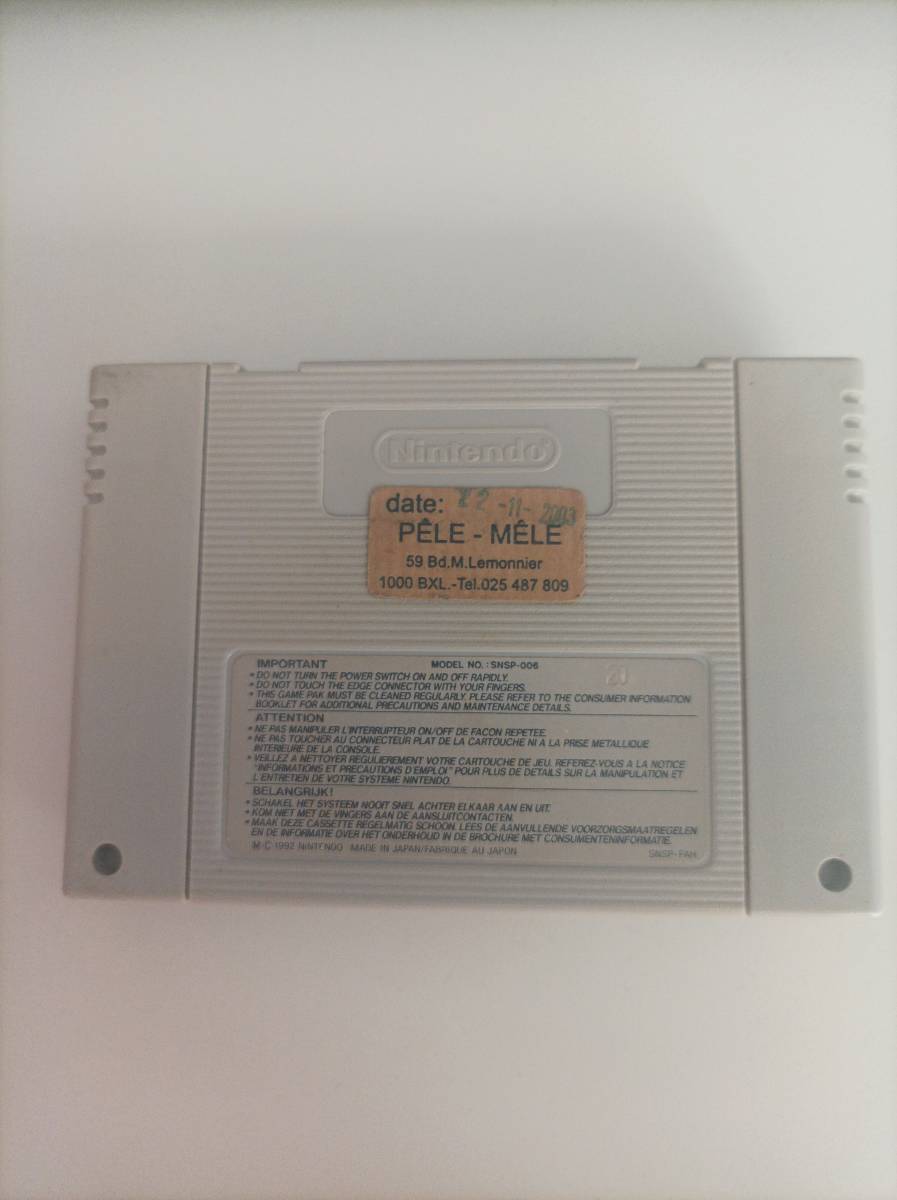 Nintendo®
date: 22 -11- 2003
PÊLE - MÊLE
59 Bd.M.Lemonnier
1000 BXL.-Tel.025 487 809
IMPORTANT MODEL NO. : SNSP-006 21
• DO NOT TURN THE POWER SWITCH ON AND OFF RAPIDLY.
• DO NOT TOUCH THE EDGE CONNECTOR WITH YOUR FINGERS.
• THIS GAME PAK MUST BE CLEANED REGULARLY. PLEASE REFER TO THE CONSUMER INFORMATION
BOOKLET FOR ADDITIONAL PRECAUTIONS AND MAINTENANCE DETAILS.
ATTENTION
• NE PAS MANIPULER L'INTERRUPTEUR ON/OFF DE FACON REPETEE.
• NE PAS TOUCHER AU CONNECTEUR PLAT DE LA CARTOUCHE NI A LA PRISE METALLIQUE
INTERIEURE DE LA CONSOLE.
• VEILLEZ A NETTOYER REGULIEREMENT VOTRE CARTOUCHE DE JEU. REFEREZ-VOUS A LA NOTICE
"INFORMATIONS ET PRECAUTIONS D'EMPLOI" POUR PLUS DE DETAILS SUR LA MANIPULATION ET
L'ENTRETIEN DE VOTRE SYSTEME NINTENDO.
BELANGRIJK!
• SCHAKEL HET SYSTEEM NOOIT SNEL ACHTER ELKAAR AAN EN UIT.
• KOM NIET MET DE VINGERS AAN DE AANSLUITCONTACTEN.
• MAAK DEZE CASSETTE REGELMATIG SCHOON. LEES DE AANVULLENDE VOORZORGSMAATREGELEN
EN DE INFORMATIE OVER HET ONDERHOUD IN DE BROCHURE MET CONSUMENTENINFORMATIE.
M C 1992 NINTENDO MADE IN JAPAN/FABRIQUE AU JAPON SNSP-FAH